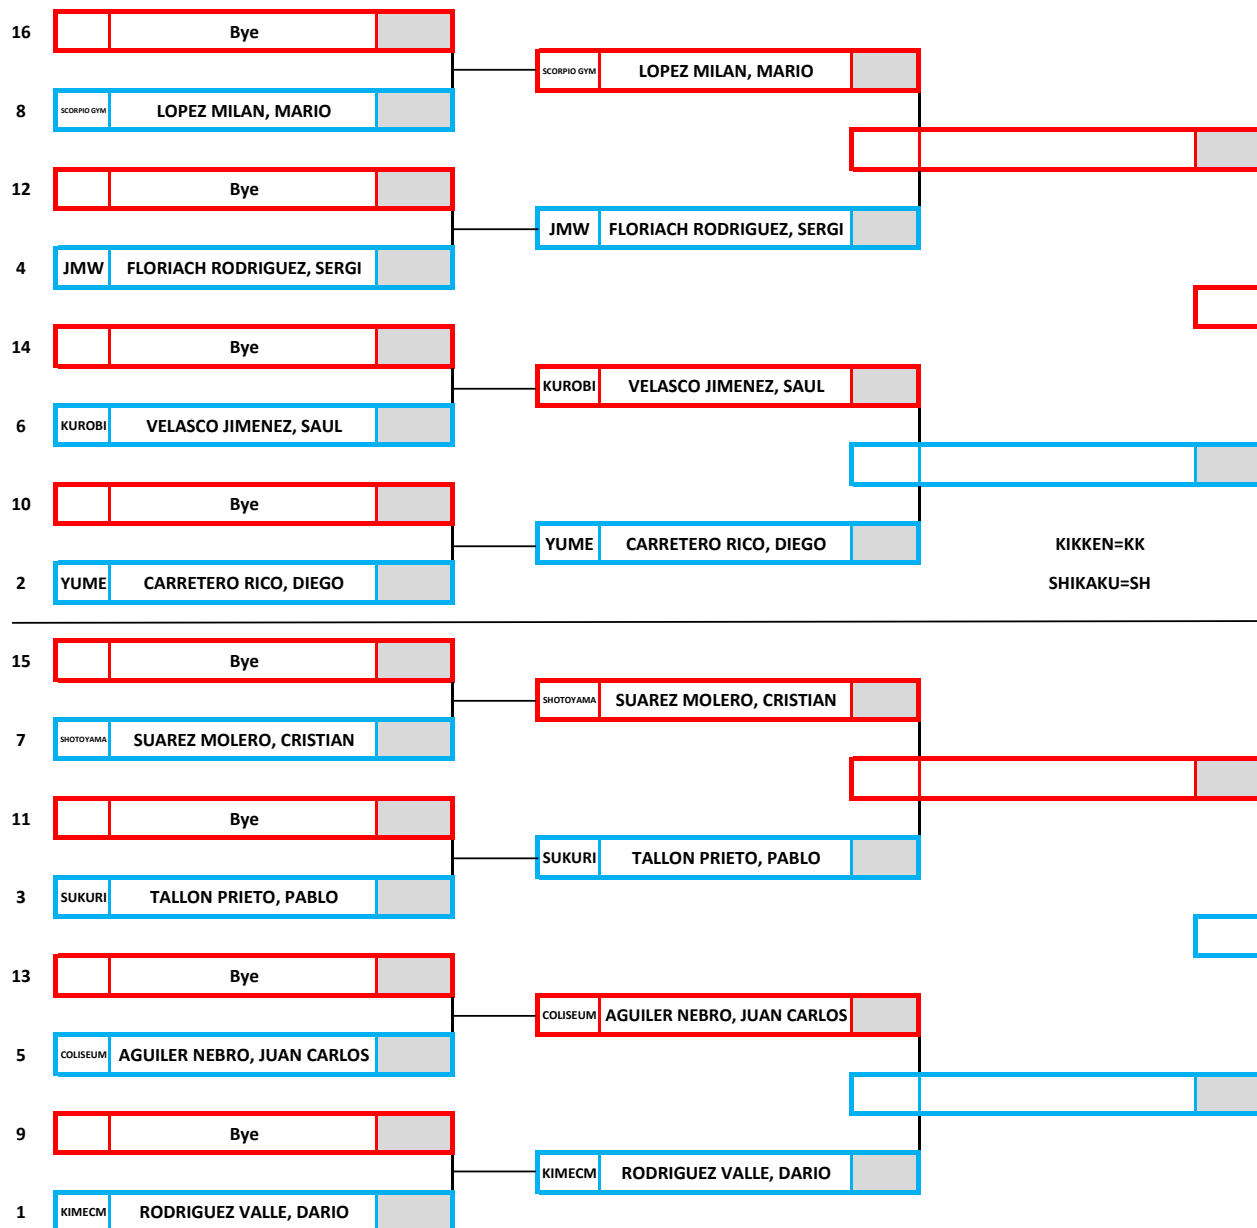 16 Bye
SCORPIO GYM LOPEZ MILAN, MARIO
8 SCORPIO GYM LOPEZ MILAN, MARIO
12 Bye
JMW FLORIACH RODRIGUEZ, SERGI
4 JMW FLORIACH RODRIGUEZ, SERGI
14 Bye
KUROBI VELASCO JIMENEZ, SAUL
6 KUROBI VELASCO JIMENEZ, SAUL
10 Bye
YUME CARRETERO RICO, DIEGO
KIKKEN=KK
2 YUME CARRETERO RICO, DIEGO
SHIKAKU=SH
15 Bye
SHOTOYAMA SUAREZ MOLERO, CRISTIAN
7 SHOTOYAMA SUAREZ MOLERO, CRISTIAN
11 Bye
SUKURI TALLON PRIETO, PABLO
3 SUKURI TALLON PRIETO, PABLO
13 Bye
COLISEUM AGUILER NEBRO, JUAN CARLOS
5 COLISEUM AGUILER NEBRO, JUAN CARLOS
9 Bye
KIMECM RODRIGUEZ VALLE, DARIO
1 KIMECM RODRIGUEZ VALLE, DARIO